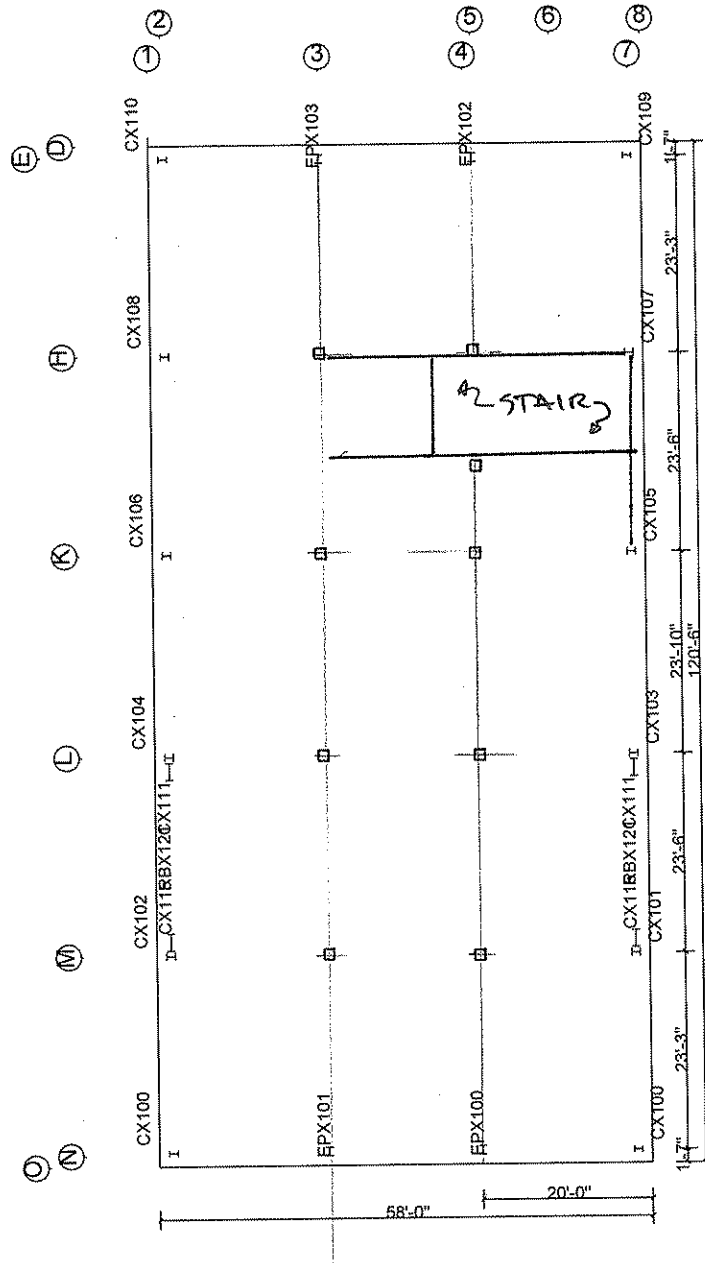 2
5
6
8
1
3
4
7
CX110
EPX103
EPX102
CX109
E
D
1'-7"
23'-3"
CX108
CX107
H
STAIR
23'-6"
CX106
CX105
K
23'-10"
120'-6"
CX104
CX103
L
CX111
CX111
23'-6"
CX102
CX101
M
23'-3"
CX100
EPX101
EPX100
CX100
O
N
1'-7"
20'-0"
58'-0"